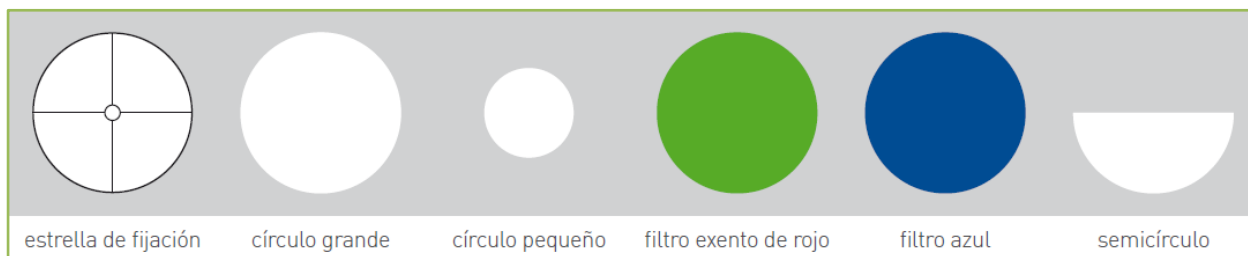 estrella de fijación
círculo grande
círculo pequeño
filtro exento de rojo
filtro azul
semicírculo